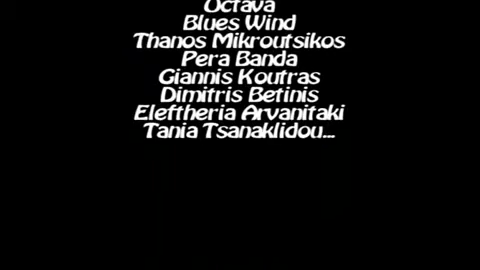 Octava
Blues Wind
Thanos Mikroutsikos
Pera Banda
Giannis Koutras
Dimitris Betinis
Eleftheria Arvanitaki
Tania Tsanaklidou...